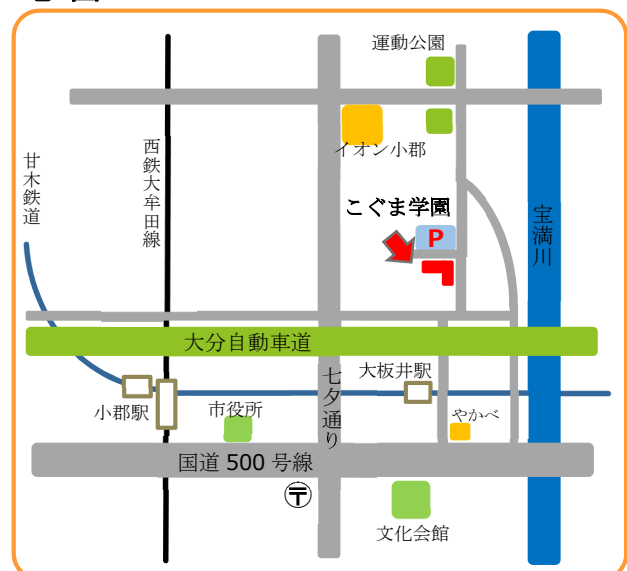 運動公園
イオン小郡
西鉄大牟田線
甘木鉄道
こぐま学園
P
宝満川
大分自動車道
七夕通り
大板井駅
小郡駅
市役所
やかべ
国道 500 号線
〒
文化会館